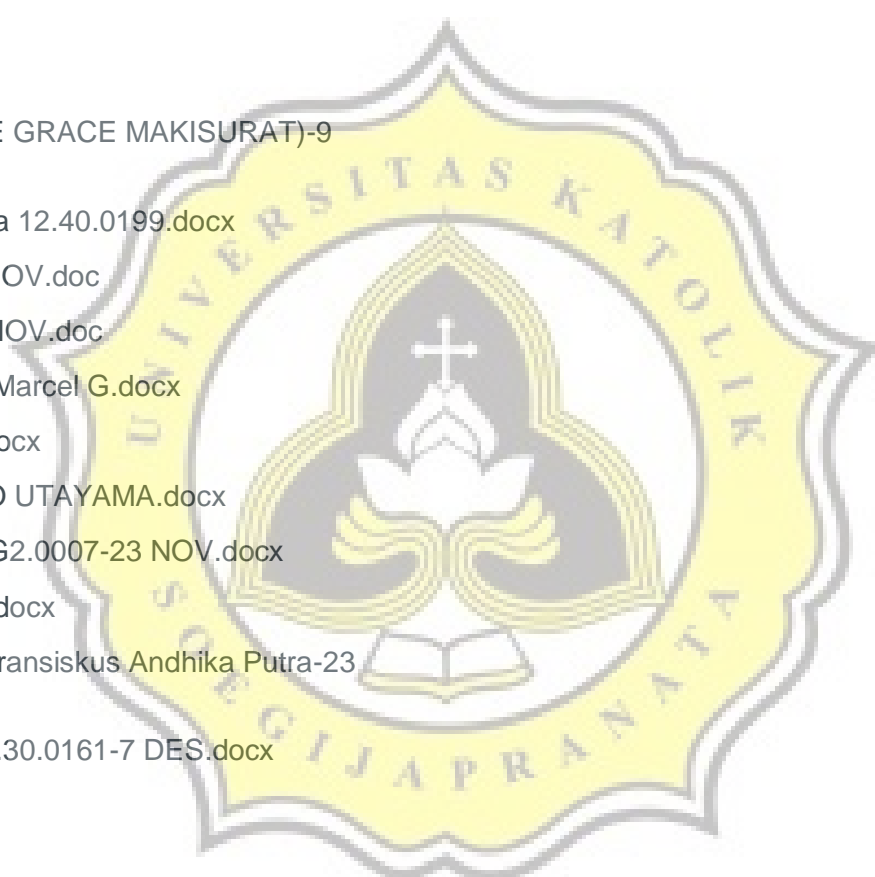 E GRACE MAKISURAT)-9
a 12.40.0199.docx
OV.doc
NOV.doc
Marcel G.docx
ocx
O UTAYAMA.docx
G2.0007-23 NOV.docx
docx
ransiskus Andhika Putra-23
.30.0161-7 DES.docx
UNIVERSITAS KATOLIK
SOEGIJAPRANATA